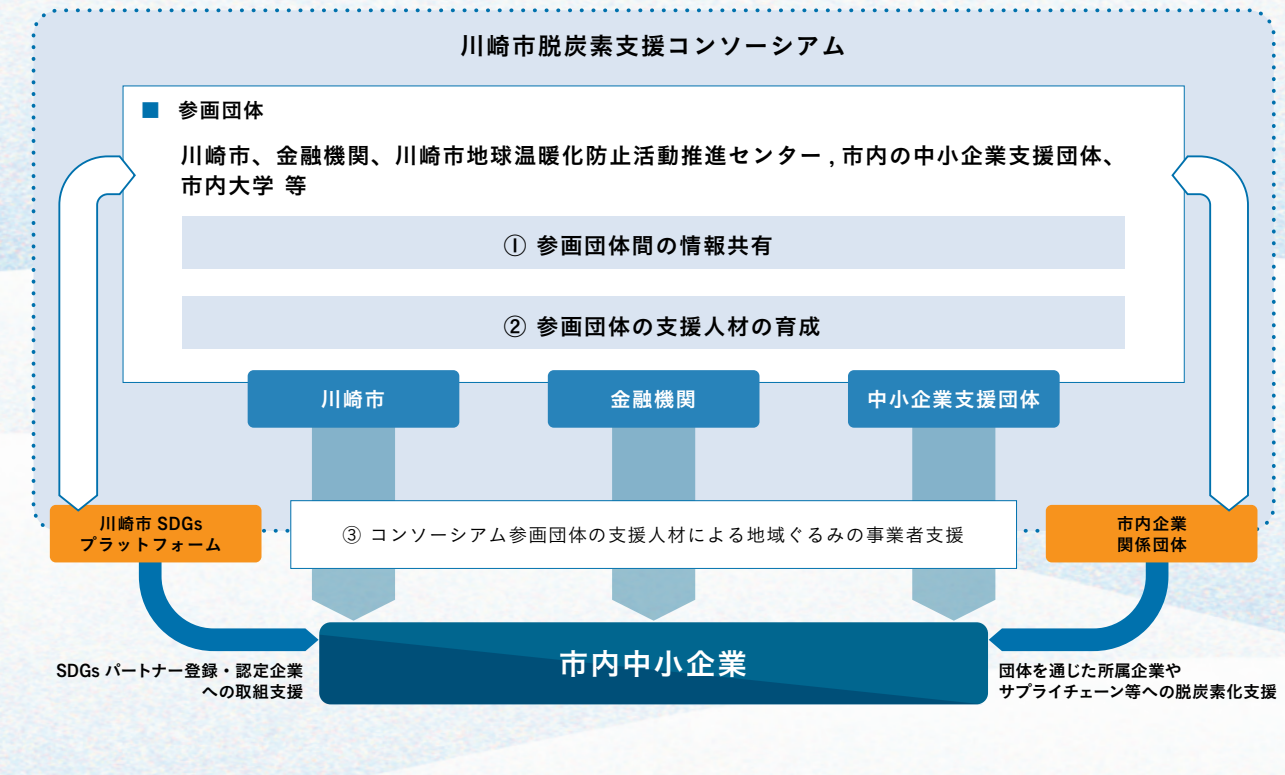 川崎市脱炭素支援コンソーシアム
■ 参画団体
川崎市、金融機関、川崎市地球温暖化防止活動推進センター , 市内の中小企業支援団体、
市内大学 等
① 参画団体間の情報共有
② 参画団体の支援人材の育成
川崎市
金融機関
中小企業支援団体
川崎市 SDGs
プラットフォーム
③ コンソーシアム参画団体の支援人材による地域ぐるみの事業者支援
市内企業
関係団体
市内中小企業
SDGs パートナー登録・認定企業
への取組支援
団体を通じた所属企業や
サプライチェーン等への脱炭素化支援